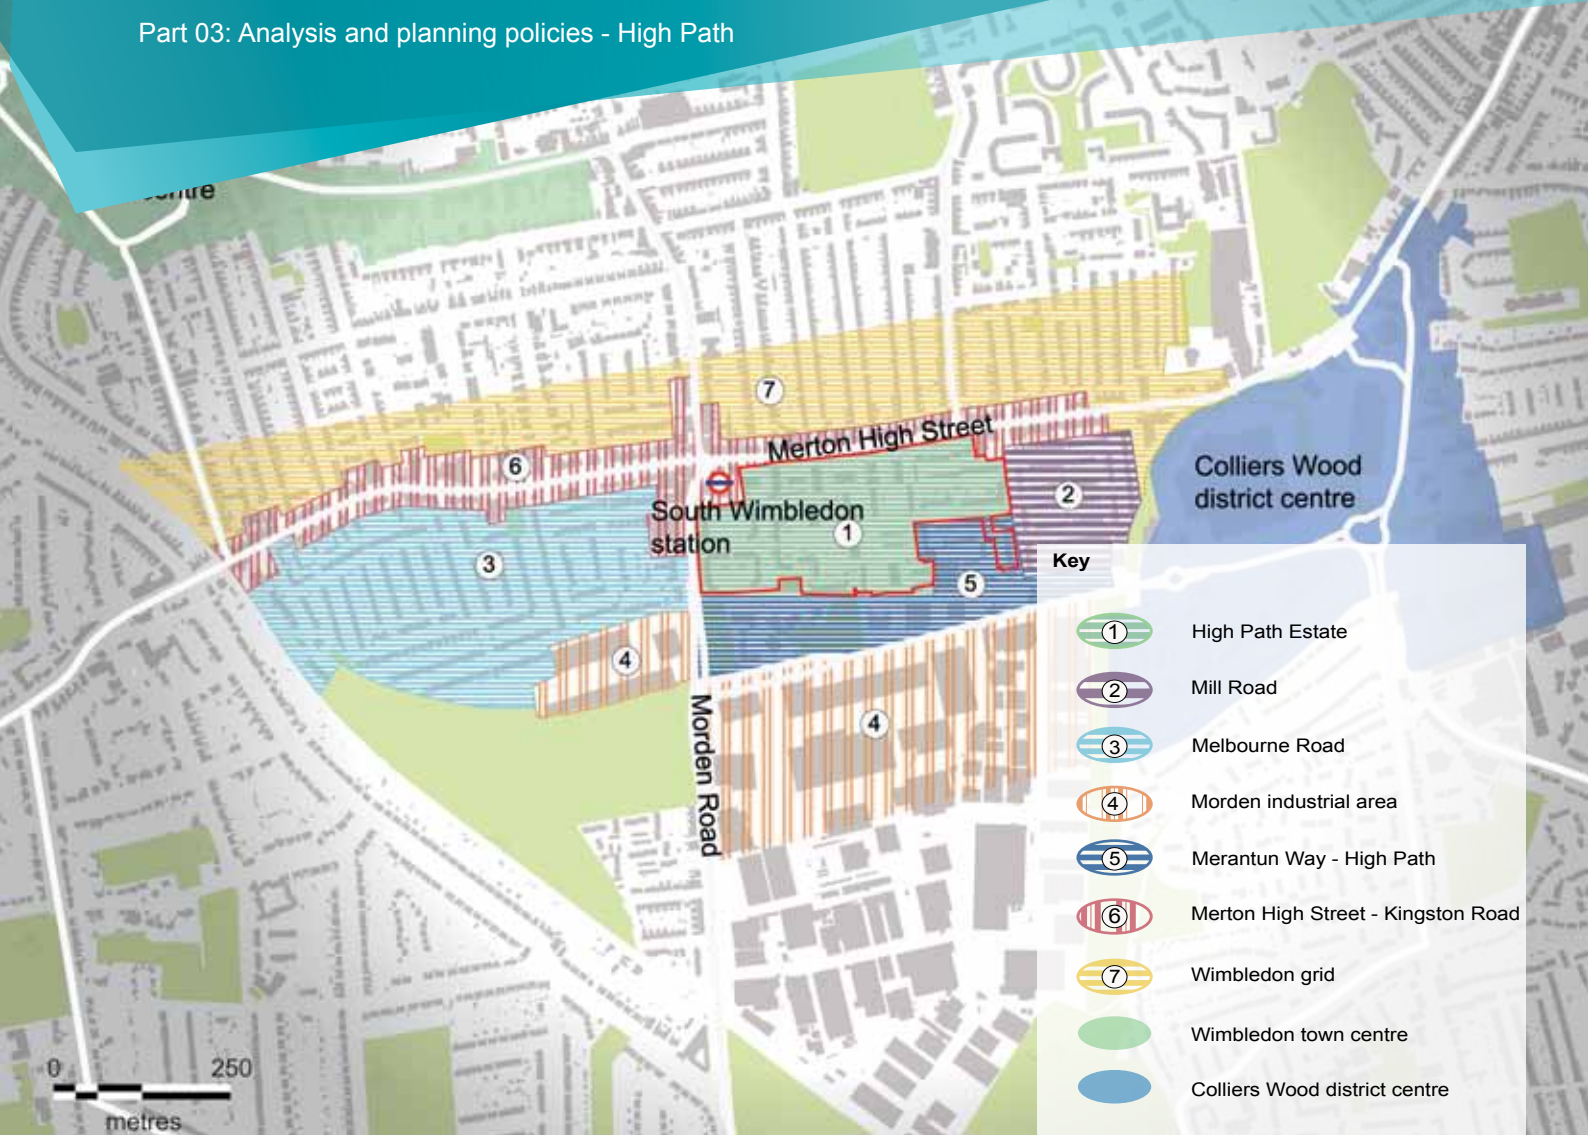 Part 03: Analysis and planning policies - High Path
centre
7
Merton High Street
6
Colliers Wood
district centre
2
South Wimbledon
station
1
3
5
4
4
Morden Road
Key
1 High Path Estate
2 Mill Road
3 Melbourne Road
4 Morden industrial area
5 Merantun Way - High Path
6 Merton High Street - Kingston Road
7 Wimbledon grid
Wimbledon town centre
Colliers Wood district centre
0 250
metres